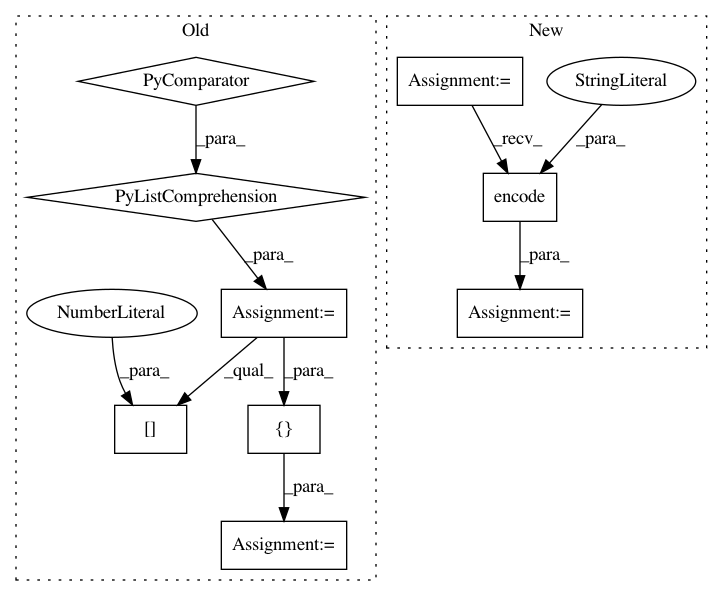 Old
New
PyComparator
Assignment:=
StringLiteral
_para_
_recv_
_para_
PyListComprehension
encode
_para_
_para_
NumberLiteral
Assignment:=
Assignment:=
_para_
_qual_
_para_
[]
{}
_para_
Assignment:=